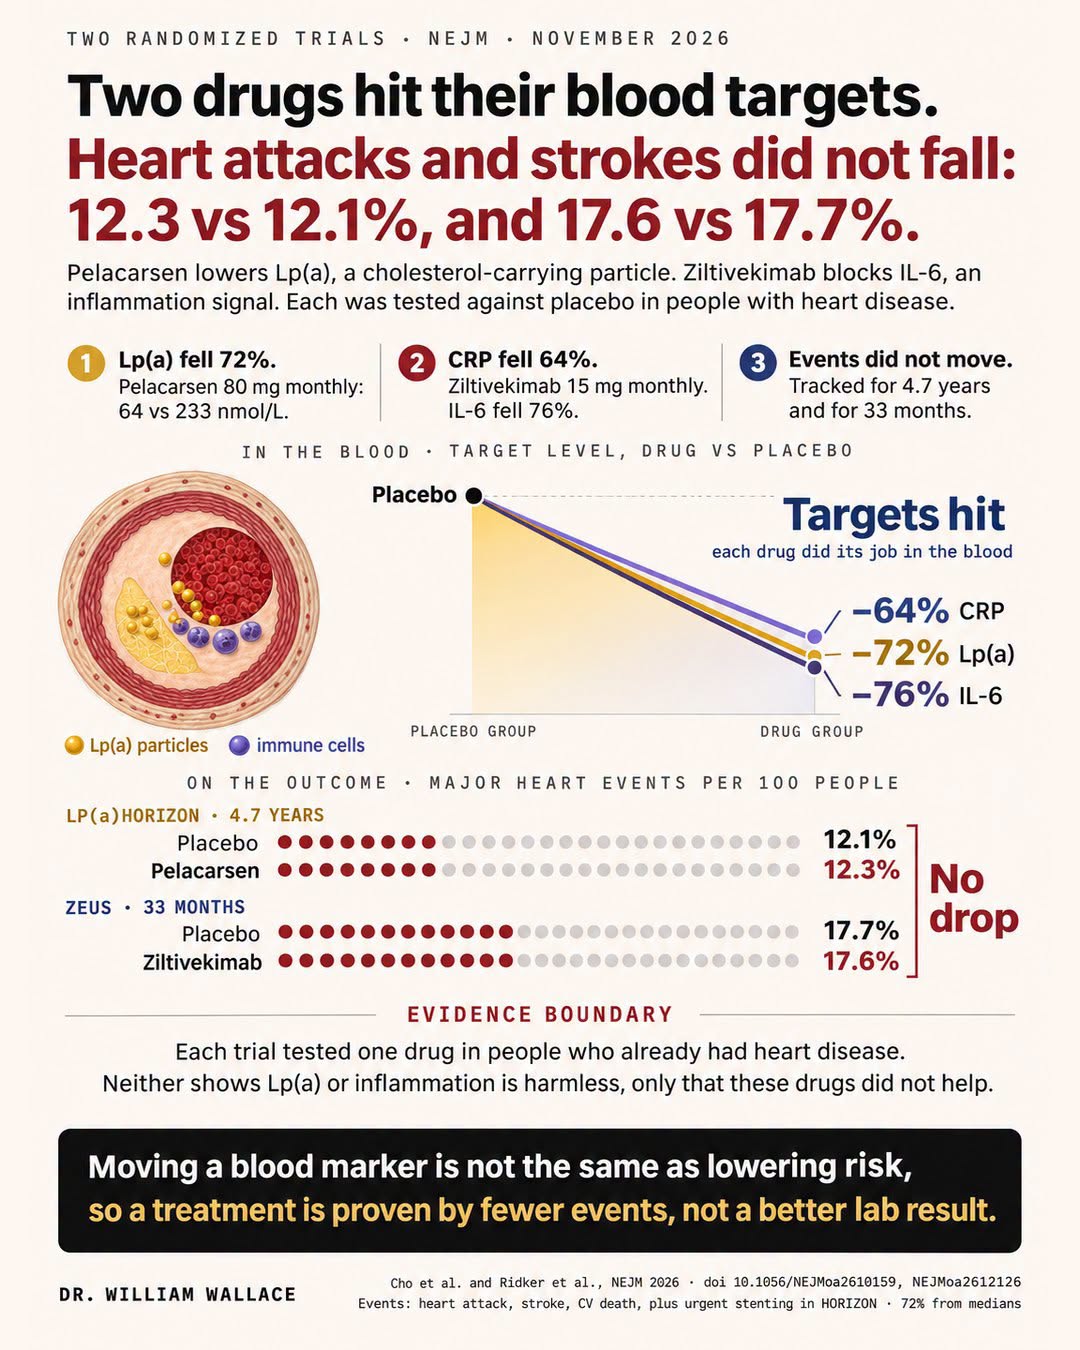 TWO RANDOMIZED TRIALS · NEJM · NOVEMBER 2026
Two drugs hit their blood targets.
Heart attacks and strokes did not fall:
12.3 vs 12.1%, and 17.6 vs 17.7%.
Pelacarsen lowers Lp(a), a cholesterol-carrying particle. Ziltivekimab blocks IL-6, an
inflammation signal. Each was tested against placebo in people with heart disease.
1
Lp(a) fell 72%.
Pelacarsen 80 mg monthly:
64 vs 233 nmol/L.
2
CRP fell 64%.
Ziltivekimab 15 mg monthly.
IL-6 fell 76%.
3
Events did not move.
Tracked for 4.7 years
and for 33 months.
IN THE BLOOD · TARGET LEVEL, DRUG VS PLACEBO
Placebo
Targets hit
each drug did its job in the blood
−64% CRP
−72% Lp(a)
−76% IL-6
PLACEBO GROUP
DRUG GROUP
Lp(a) particles
immune cells
ON THE OUTCOME · MAJOR HEART EVENTS PER 100 PEOPLE
LP(a)HORIZON · 4.7 YEARS
Placebo 12.1%
Pelacarsen 12.3%
ZEUS · 33 MONTHS
Placebo 17.7%
Ziltivekimab 17.6%
No
drop
EVIDENCE BOUNDARY
Each trial tested one drug in people who already had heart disease.
Neither shows Lp(a) or inflammation is harmless, only that these drugs did not help.
Moving a blood marker is not the same as lowering risk,
so a treatment is proven by fewer events, not a better lab result.
DR. WILLIAM WALLACE
Cho et al. and Ridker et al., NEJM 2026 · doi 10.1056/NEJMoa2610159, NEJMoa2612126
Events: heart attack, stroke, CV death, plus urgent stenting in HORIZON · 72% from medians